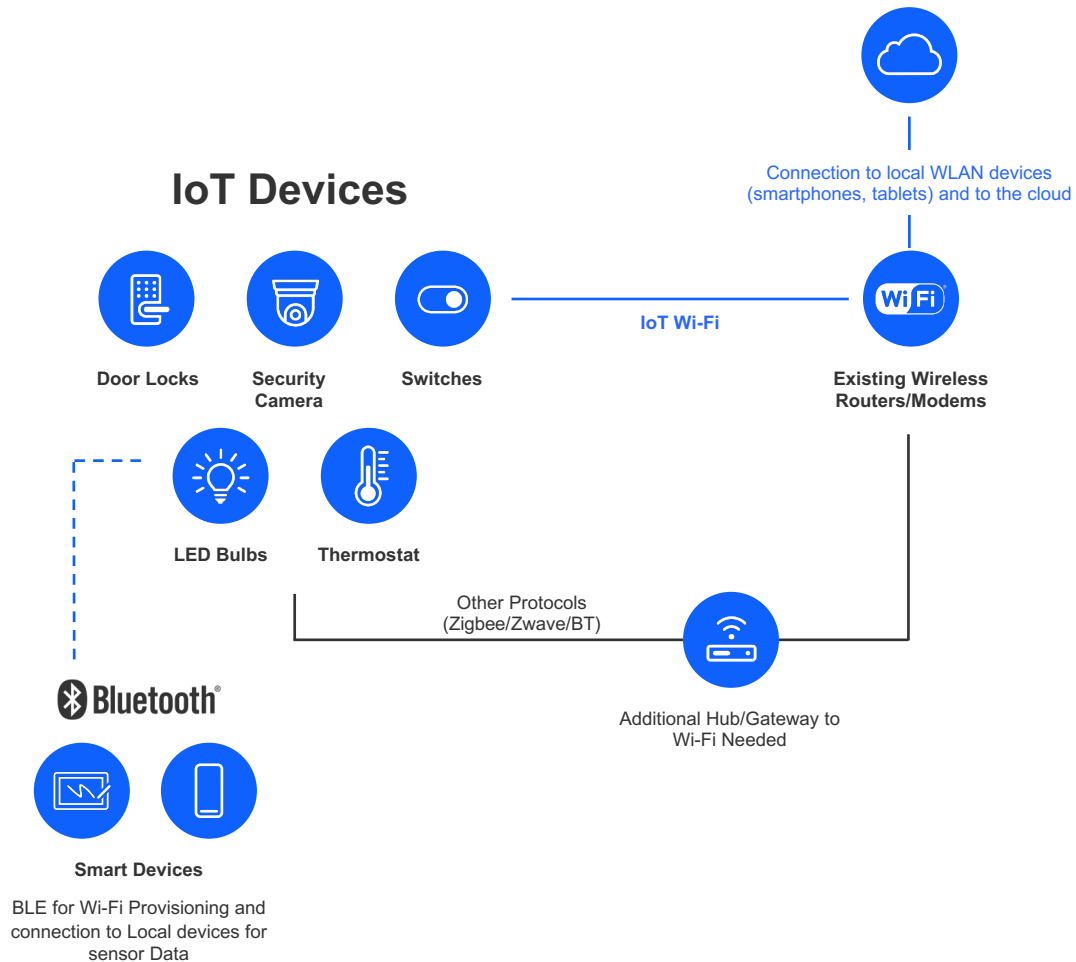 Connection to local WLAN devices
(smartphones, tablets) and to the cloud
IoT Devices
Wi Fi
IoT Wi-Fi
Door Locks
Security
Camera
Switches
Existing Wireless
Routers/Modems
LED Bulbs
Thermostat
Other Protocols
(Zigbee/Zwave/BT)
Additional Hub/Gateway to
Wi-Fi Needed
Bluetooth®
Smart Devices
BLE for Wi-Fi Provisioning and
connection to Local devices for
sensor Data